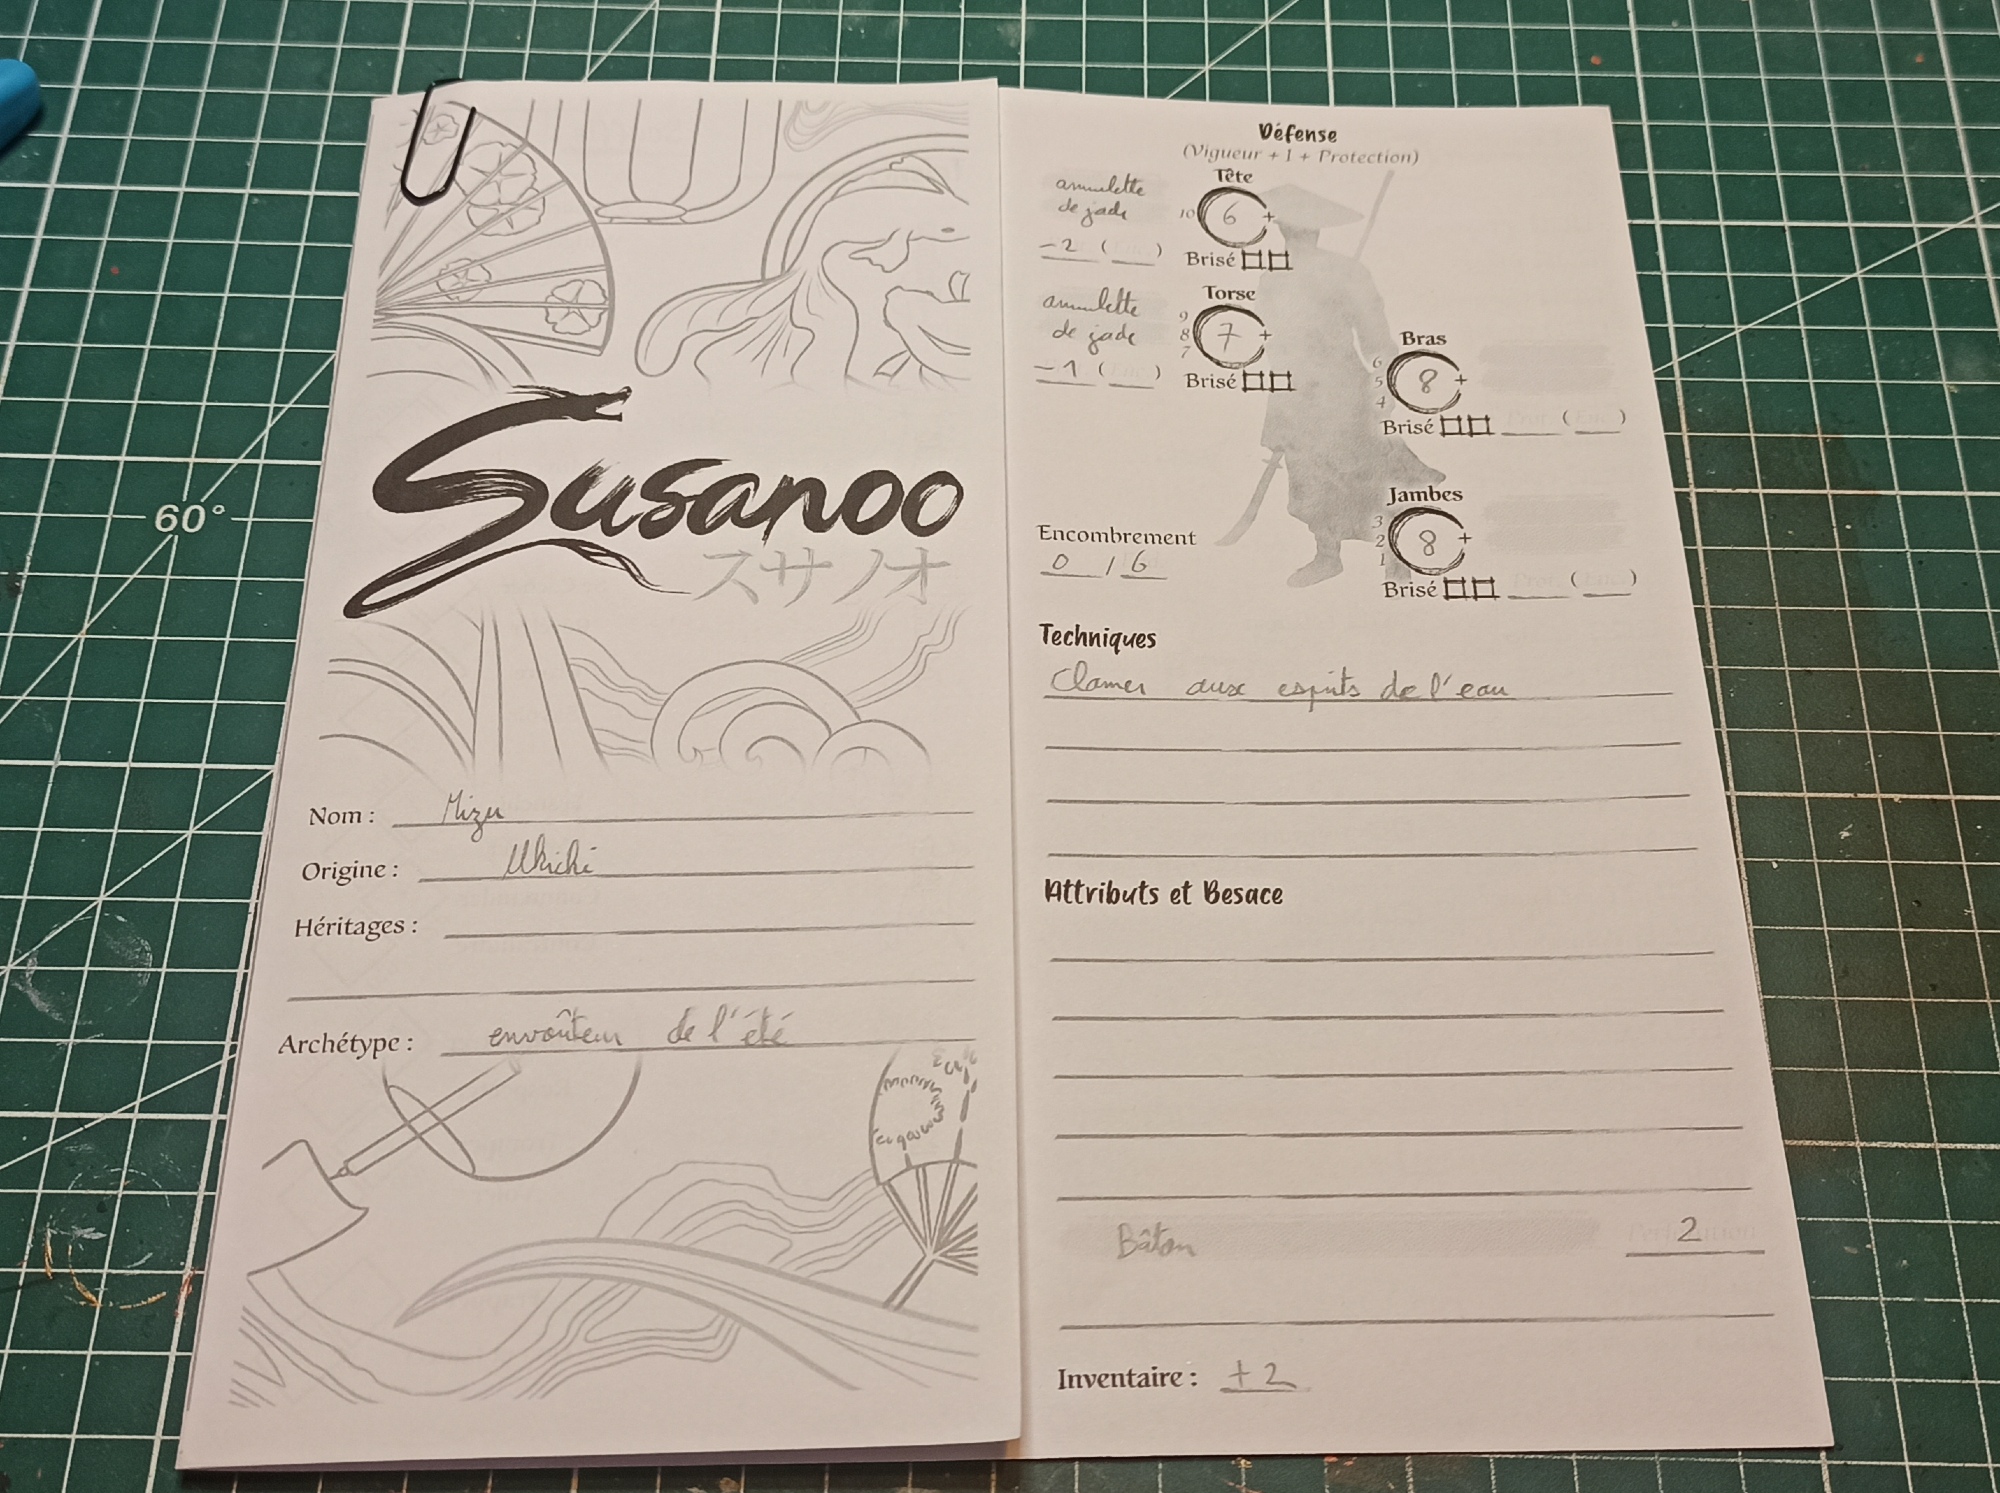 60°
Susanoo
スサノオ
Nom : Mizu
Origine : Ukichi
Héritages :
Archétype : envoûteur de l'été
Défense
(Vigueur + 1 + Protection)
Tête
amulette
de jade
10 6 +
-2 ( )
Brisé
Torse
amulette
de jade
9
8 7 +
7
-1 ( )
Brisé
Bras
6
5 8 +
4
Brisé ( )
Jambes
3
2 8 +
1
Brisé ( )
Encombrement
0 / 6
Techniques
Clamer aux esprits de l'eau
Attributs et Besace
Bâton 2
Inventaire : +2